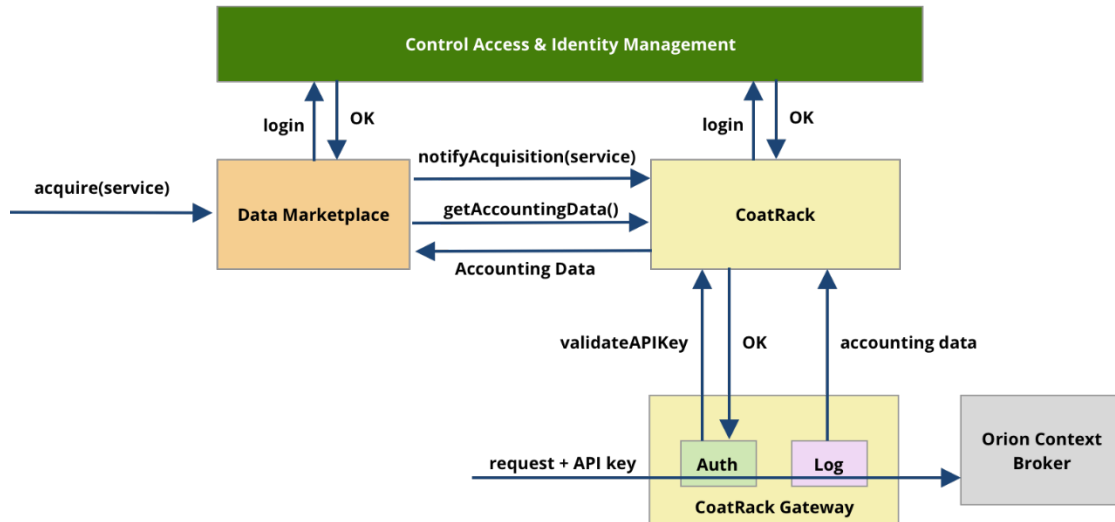 Control Access & Identity Management
login
OK
login
OK
notifyAcquisition(service)
acquire(service)
Data Marketplace
getAccountingData()
CoatRack
Accounting Data
validateAPIKey
OK
accounting data
Orion Context
Broker
request + API key
Auth
Log
CoatRack Gateway